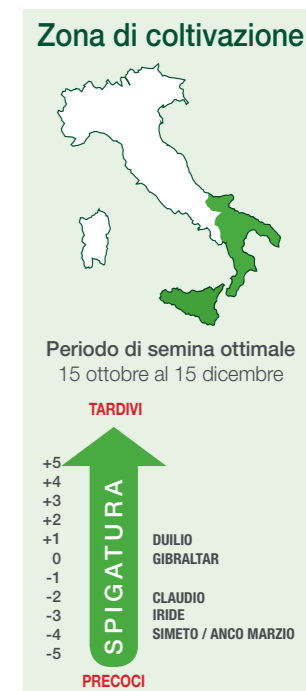 Zona di coltivazione
Periodo di semina ottimale
15 ottobre al 15 dicembre
TARDIVI
+5
+4
+3
+2
+1 DUILIO
0 GIBRALTAR
-1
-2 CLAUDIO
-3 IRIDE
-4 SIMETO / ANCO MARZIO
-5
SPIGATURA
PRECOCI